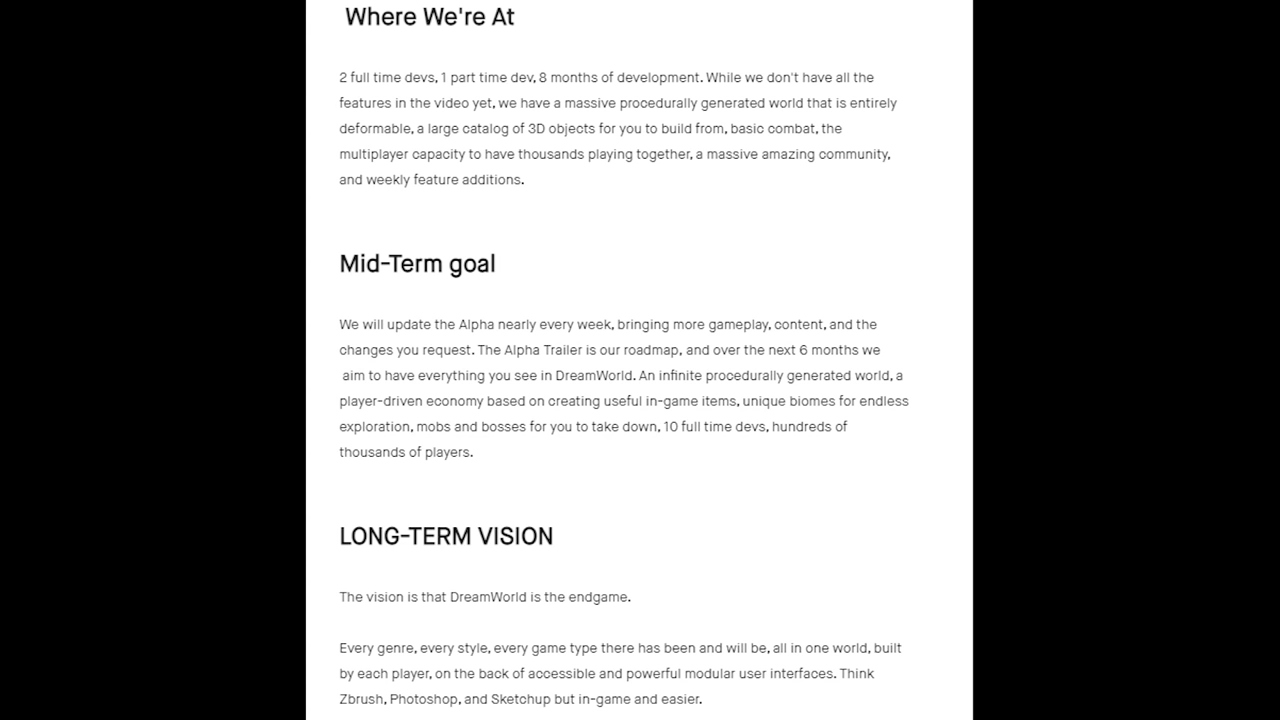 Where We're At
2 full time devs, 1 part time dev, 8 months of development. While we don't have all the
features in the video yet, we have a massive procedurally generated world that is entirely
deformable, a large catalog of 3D objects for you to build from, basic combat, the
multiplayer capacity to have thousands playing together, a massive amazing community,
and weekly feature additions.
Mid-Term goal
We will update the Alpha nearly every week, bringing more gameplay, content, and the
changes you request. The Alpha Trailer is our roadmap, and over the next 6 months we
aim to have everything you see in DreamWorld. An infinite procedurally generated world, a
player-driven economy based on creating useful in-game items, unique biomes for endless
exploration, mobs and bosses for you to take down, 10 full time devs, hundreds of
thousands of players.
LONG-TERM VISION
The vision is that DreamWorld is the endgame.
Every genre, every style, every game type there has been and will be, all in one world, built
by each player, on the back of accessible and powerful modular user interfaces. Think
Zbrush, Photoshop, and Sketchup but in-game and easier.